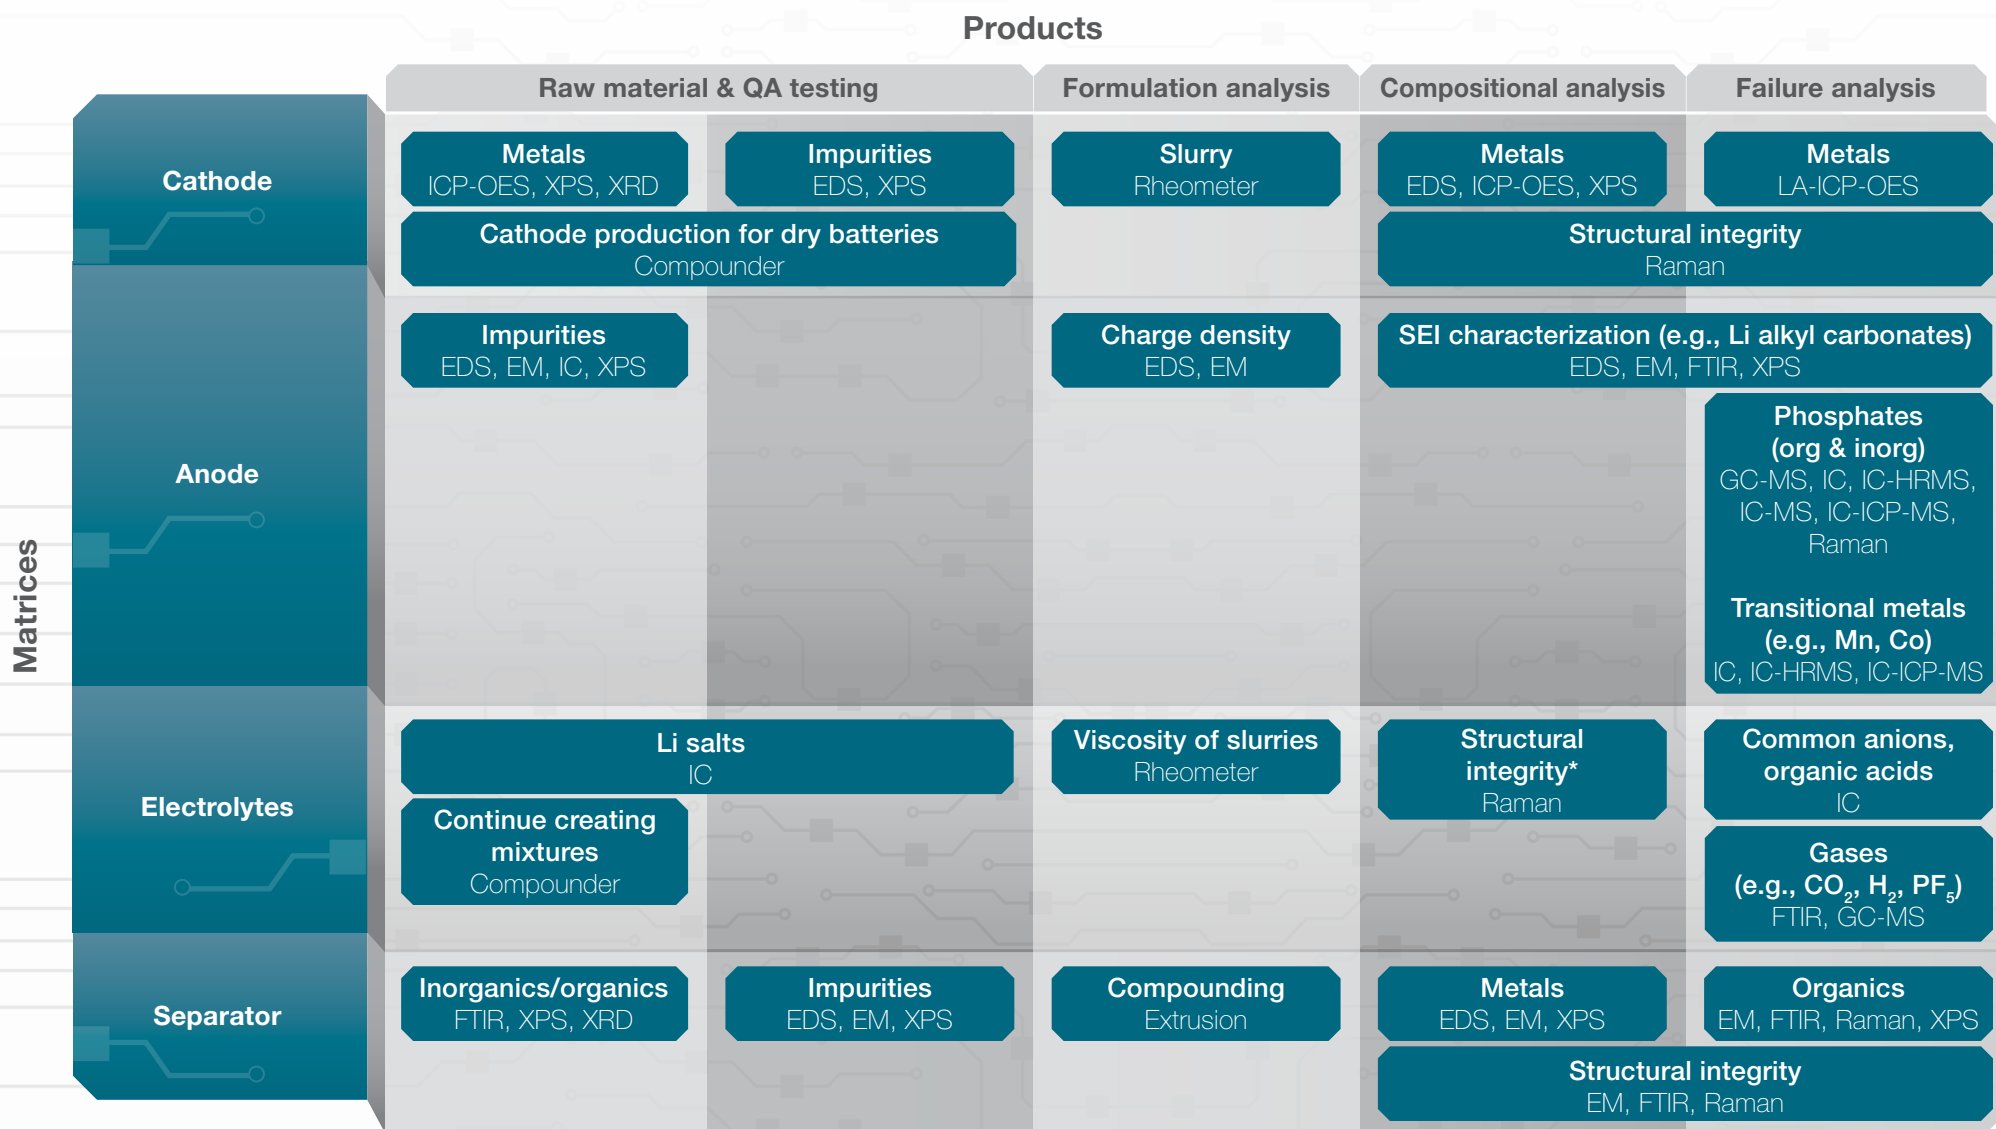 Products
Raw material & QA testing
Formulation analysis
Compositional analysis
Failure analysis
Matrices
Cathode
Metals
ICP-OES, XPS, XRD
Impurities
EDS, XPS
Slurry
Rheometer
Metals
EDS, ICP-OES, XPS
Metals
LA-ICP-OES
Cathode production for dry batteries
Compounder
Structural integrity
Raman
Anode
Impurities
EDS, EM, IC, XPS
Charge density
EDS, EM
SEI characterization (e.g., Li alkyl carbonates)
EDS, EM, FTIR, XPS
Phosphates
(org & inorg)
GC-MS, IC, IC-HRMS,
IC-MS, IC-ICP-MS,
Raman
Transitional metals
(e.g., Mn, Co)
IC, IC-HRMS, IC-ICP-MS
Electrolytes
Li salts
IC
Continue creating
mixtures
Compounder
Viscosity of slurries
Rheometer
Structural
integrity*
Raman
Common anions,
organic acids
IC
Gases
(e.g., CO₂, H₂, PF₅)
FTIR, GC-MS
Separator
Inorganics/organics
FTIR, XPS, XRD
Impurities
EDS, EM, XPS
Compounding
Extrusion
Metals
EDS, EM, XPS
Organics
EM, FTIR, Raman, XPS
Structural integrity
EM, FTIR, Raman